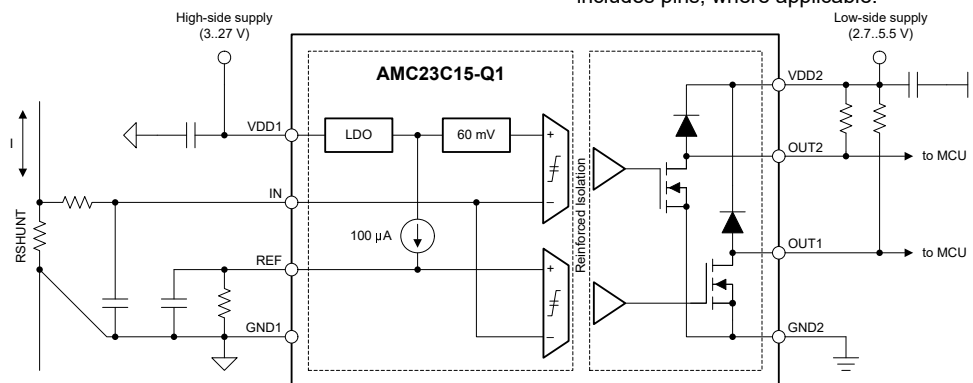 includes pins, where applicable.
High-side supply
(3..27 V)
Low-side supply
(2.7..5.5 V)
AMC23C15-Q1
VDD1
LDO
60 mV
+
−
VDD2
OUT2
to MCU
I
IN
RSHUNT
100 µA
Reinforced Isolation
REF
+
−
OUT1
to MCU
GND1
GND2